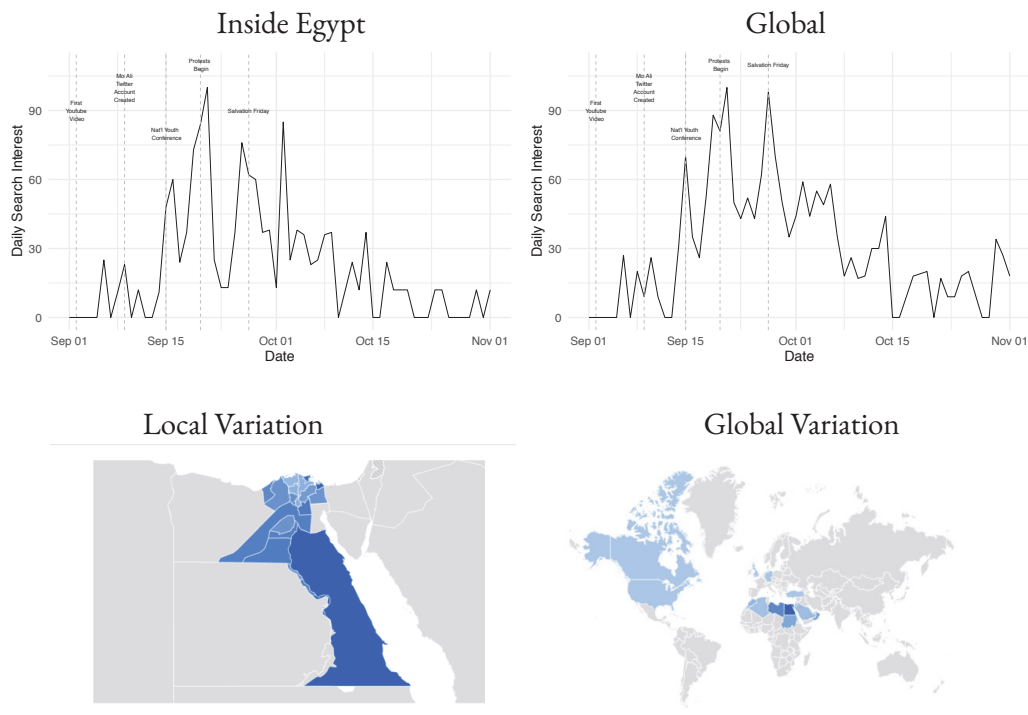 Inside Egypt
Daily Search Interest
90
60
30
0
First
Youtube
Video
Mo Ali
Twitter
Account
Created
Nat'l Youth
Conference
Protests
Begin
Salvation Friday
Sep 01
Sep 15
Oct 01
Oct 15
Nov 01
Date
Global
Daily Search Interest
90
60
30
0
First
Youtube
Video
Mo Ali
Twitter
Account
Created
Nat'l Youth
Conference
Protests
Begin
Salvation Friday
Sep 01
Sep 15
Oct 01
Oct 15
Nov 01
Date
Local Variation
Global Variation